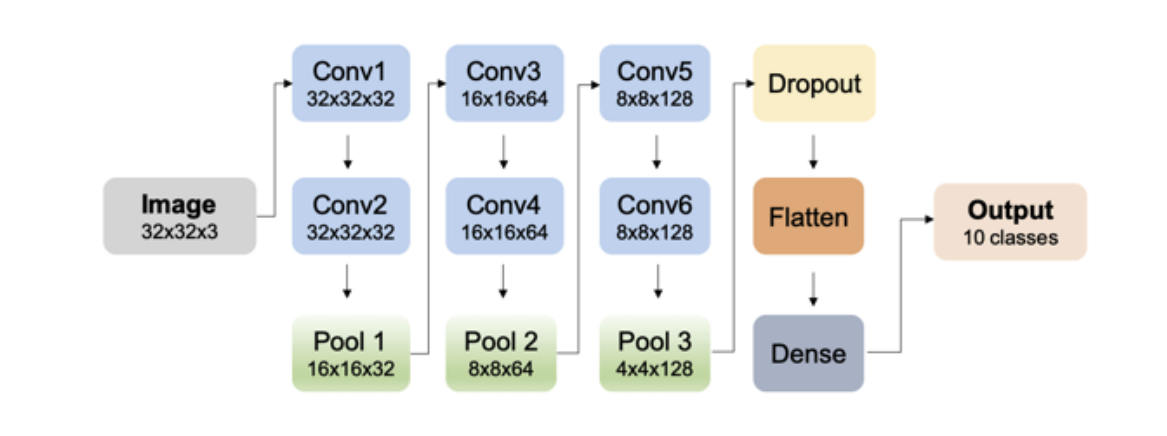 Image
32x32x3
Conv1
32x32x32
Conv2
32x32x32
Pool 1
16x16x32
Conv3
16x16x64
Conv4
16x16x64
Pool 2
8x8x64
Conv5
8x8x128
Conv6
8x8x128
Pool 3
4x4x128
Dropout
Flatten
Dense
Output
10 classes